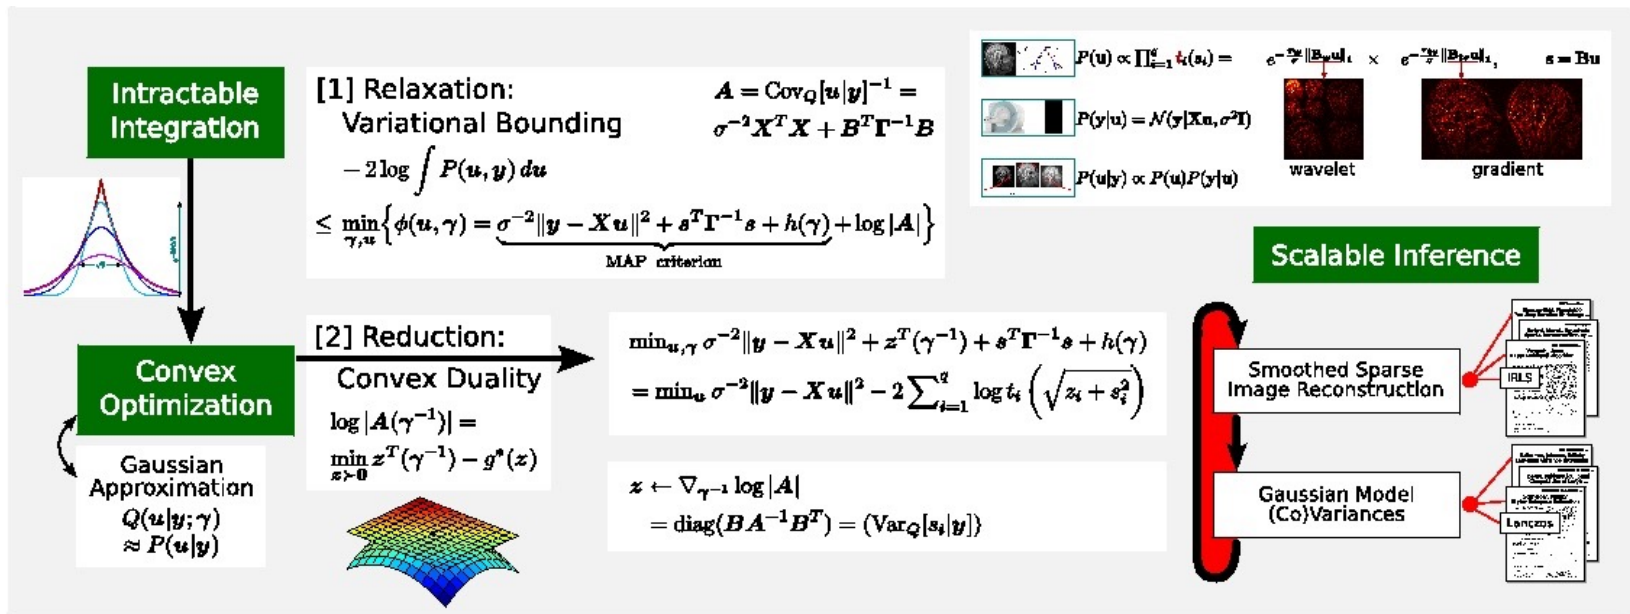 Intractable
Integration
[1] Relaxation:
Variational Bounding
A = Cov_Q[u|y]^{-1} =
σ^{-2}X^T X + B^T Γ^{-1} B
− 2 log ∫ P(u, y) du
≤ min_{γ,u} { ϕ(u, γ) = σ^{-2}‖y − Xu‖^2 + s^T Γ^{-1} s + h(γ) + log |A| }
MAP criterion
P(u) ∝ ∏_{i=1}^q t_i(s_i) =
×
s = Bu
P(y|u) = N(y|Xu, σ^2 I)
P(u|y) ∝ P(u)P(y|u)
wavelet
gradient
Convex
Optimization
Gaussian
Approximation
Q(u|y; γ)
≈ P(u|y)
[2] Reduction:
Convex Duality
log |A(γ^{-1})| =
min_{z≻0} z^T(γ^{-1}) − g*(z)
min_{u,γ} σ^{-2}‖y − Xu‖^2 + z^T(γ^{-1}) + s^T Γ^{-1} s + h(γ)
= min_u σ^{-2}‖y − Xu‖^2 − 2 ∑_{i=1}^q log t_i (√(z_i + s_i^2))
z ← ∇_{γ^{-1}} log |A|
= diag(BA^{-1}B^T) = (Var_Q[s_i|y])
Scalable Inference
Smoothed Sparse
Image Reconstruction
IRLS
Gaussian Model
(Co)Variances
Lanczos